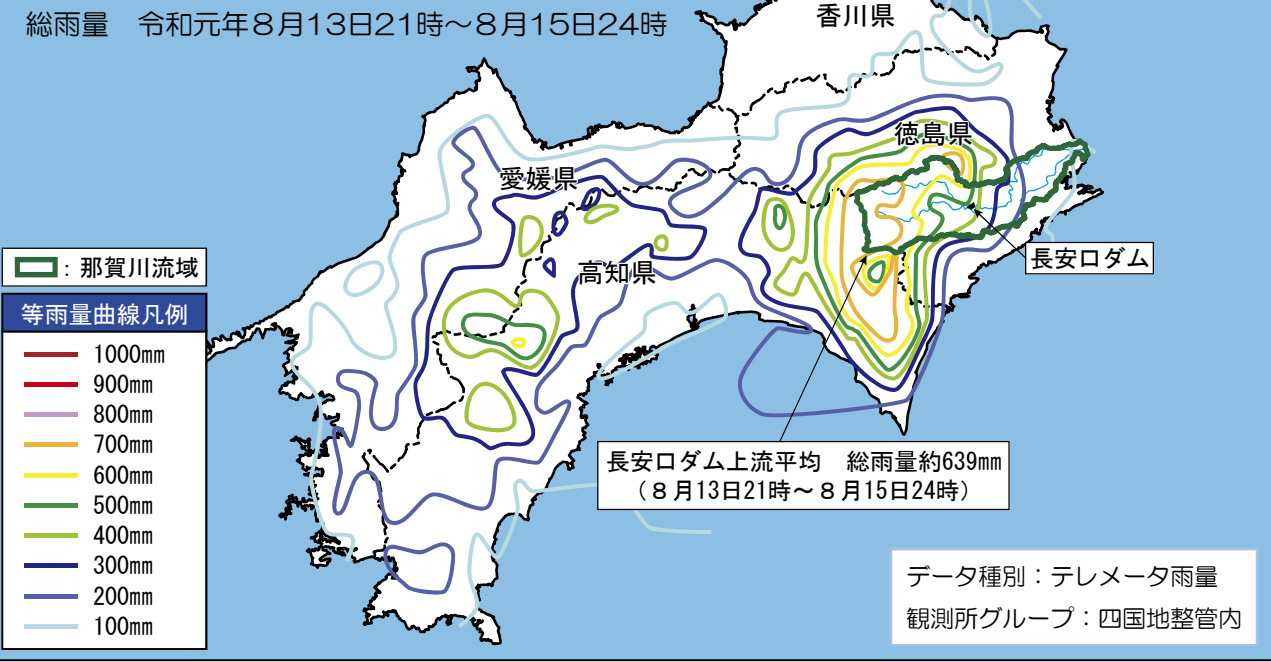 総雨量　令和元年８月13日21時～８月15日24時
香川県
徳島県
愛媛県
高知県
長安口ダム
：那賀川流域
等雨量曲線凡例
1000mm
900mm
800mm
700mm
600mm
500mm
400mm
300mm
200mm
100mm
長安口ダム上流平均　総雨量約639mm
（８月13日21時～８月15日24時）
データ種別：テレメータ雨量
観測所グループ：四国地整管内